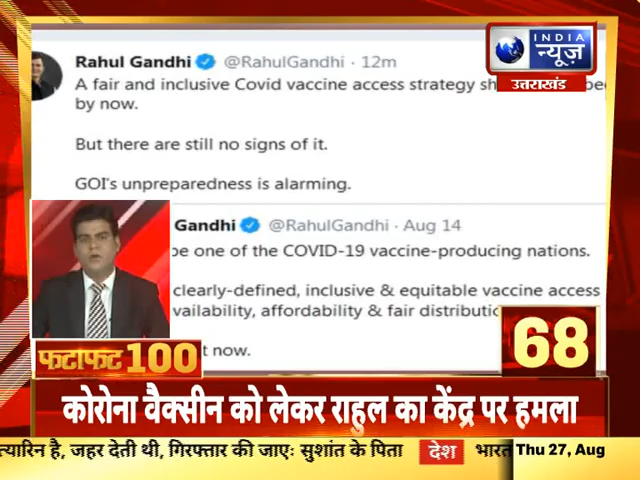 Rahul Gandhi @RahulGandhi · 12m
A fair and inclusive Covid vaccine access strategy
by now.
But there are still no signs of it.
GOI's unpreparedness is alarming.
INDIA
न्यूज़
उत्तराखंड
Gandhi @RahulGandhi · Aug 14
be one of the COVID-19 vaccine-producing nations.
clearly-defined, inclusive & equitable vaccine access
affordability & fair
now.
68
फटाफट 100
कोरोना वैक्सीन को लेकर राहुल का केंद्र पर हमला
है, जहर देती थी, गिरफ्तार की जाए: सुशांत के पिता देश भारत Thu 27, Aug